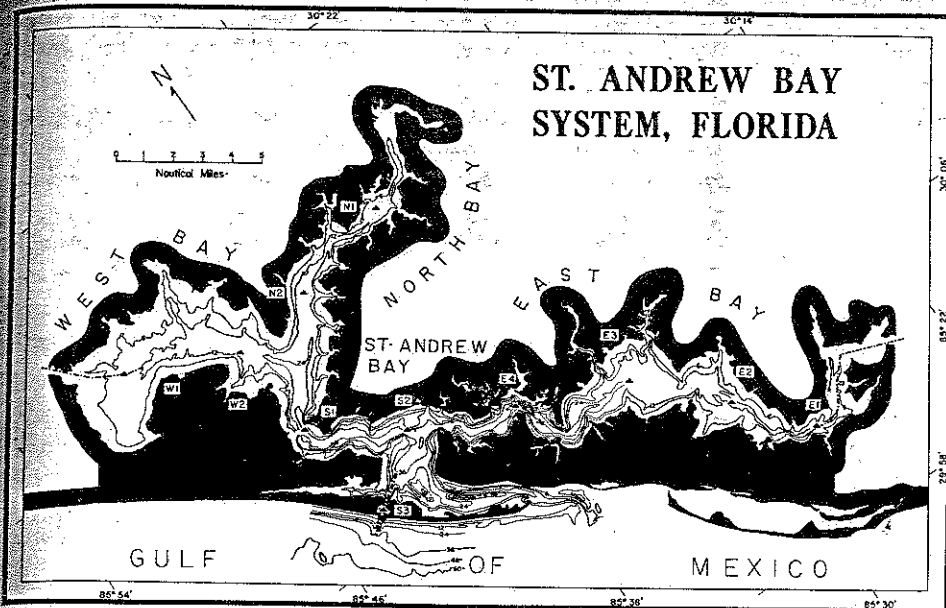 30°22'
30°14'
N
ST. ANDREW BAY
SYSTEM, FLORIDA
0 1 2 3 4 5
Nautical Miles
30°06'
WEST BAY
NORTH BAY
EAST BAY
ST. ANDREW
BAY
N1
N2
W1
W2
S1
S2
S3
E4
E3
E2
E1
85°22'
29°58'
GULF OF MEXICO
85°54'
85°46'
85°38'
85°30'